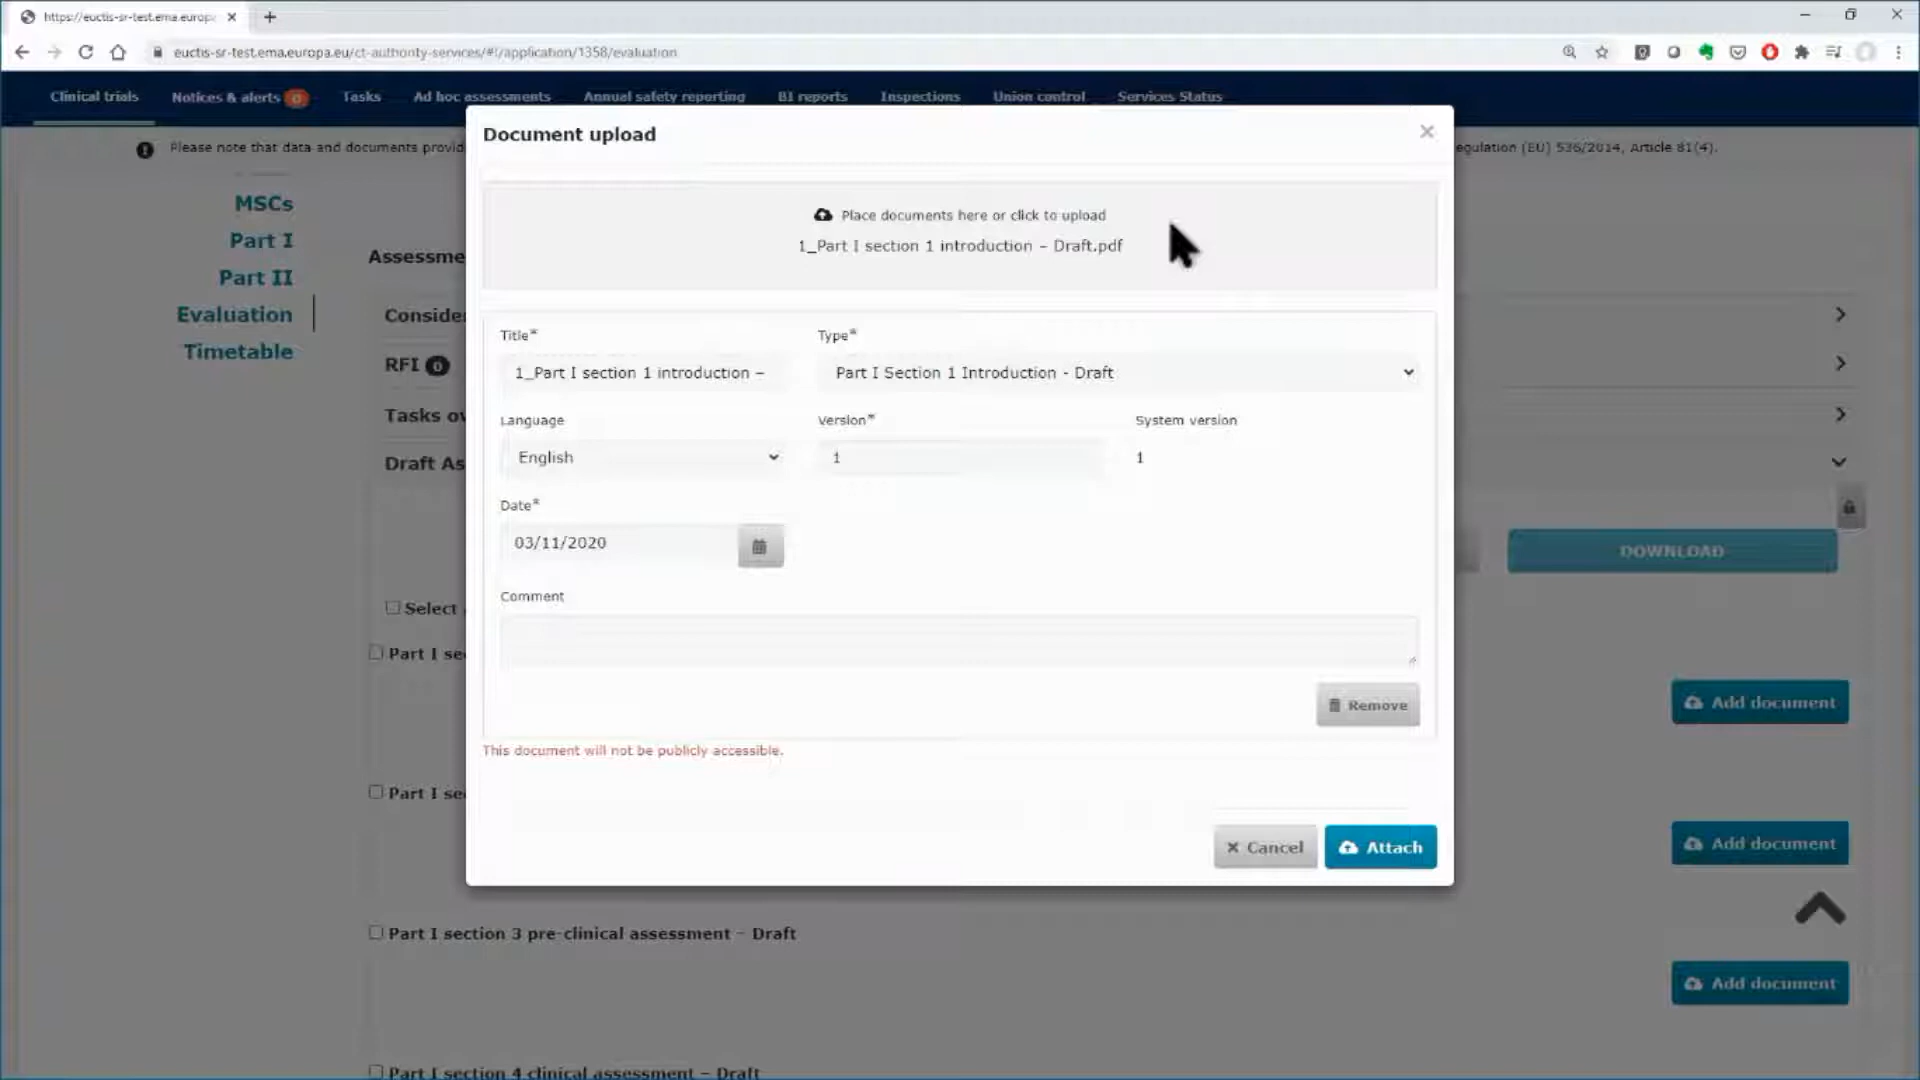 https://euctis-sr-test.ema.europa
euctis-sr-test.ema.europa.eu/ct-authority-services/#!/application/1358/evaluation
Clinical trials
Notices & alerts 0
Tasks
Ad hoc assessments
Annual safety reporting
BI reports
Inspections
Union control
Services Status
Please note that data and documents provid
egulation (EU) 536/2014, Article 81(4).
MSCs
Part I
Part II
Evaluation
Timetable
Assessme
Conside
RFI 0
Tasks ov
Draft As
DOWNLOAD
Select
Part I se
Add document
Part I se
Add document
Part I section 3 pre-clinical assessment – Draft
Add document
Part I section 4 clinical assessment – Draft
Document upload
Place documents here or click to upload
1_Part I section 1 introduction – Draft.pdf
Title*
Type*
1_Part I section 1 introduction –
Part I Section 1 Introduction - Draft
Language
Version*
System version
English
1
1
Date*
03/11/2020
Comment
Remove
This document will not be publicly accessible.
Cancel
Attach